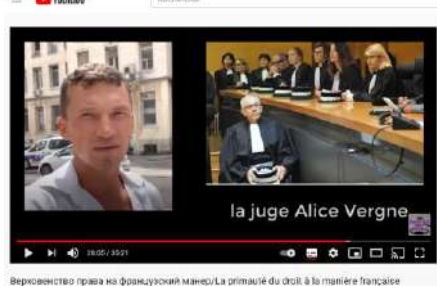 YouTube
la juge Alice Vergne
28:05 / 35:21
Верховенство права на французский манер/La primauté du droit à la manière française